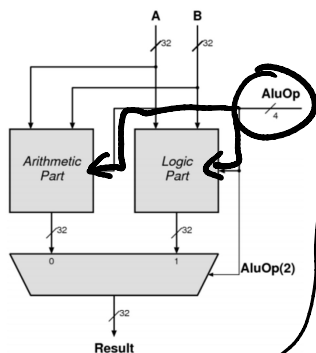 A B
32 32
AluOp
4
Arithmetic Logic
Part Part
32 32
0 1
AluOp(2)
32
Result